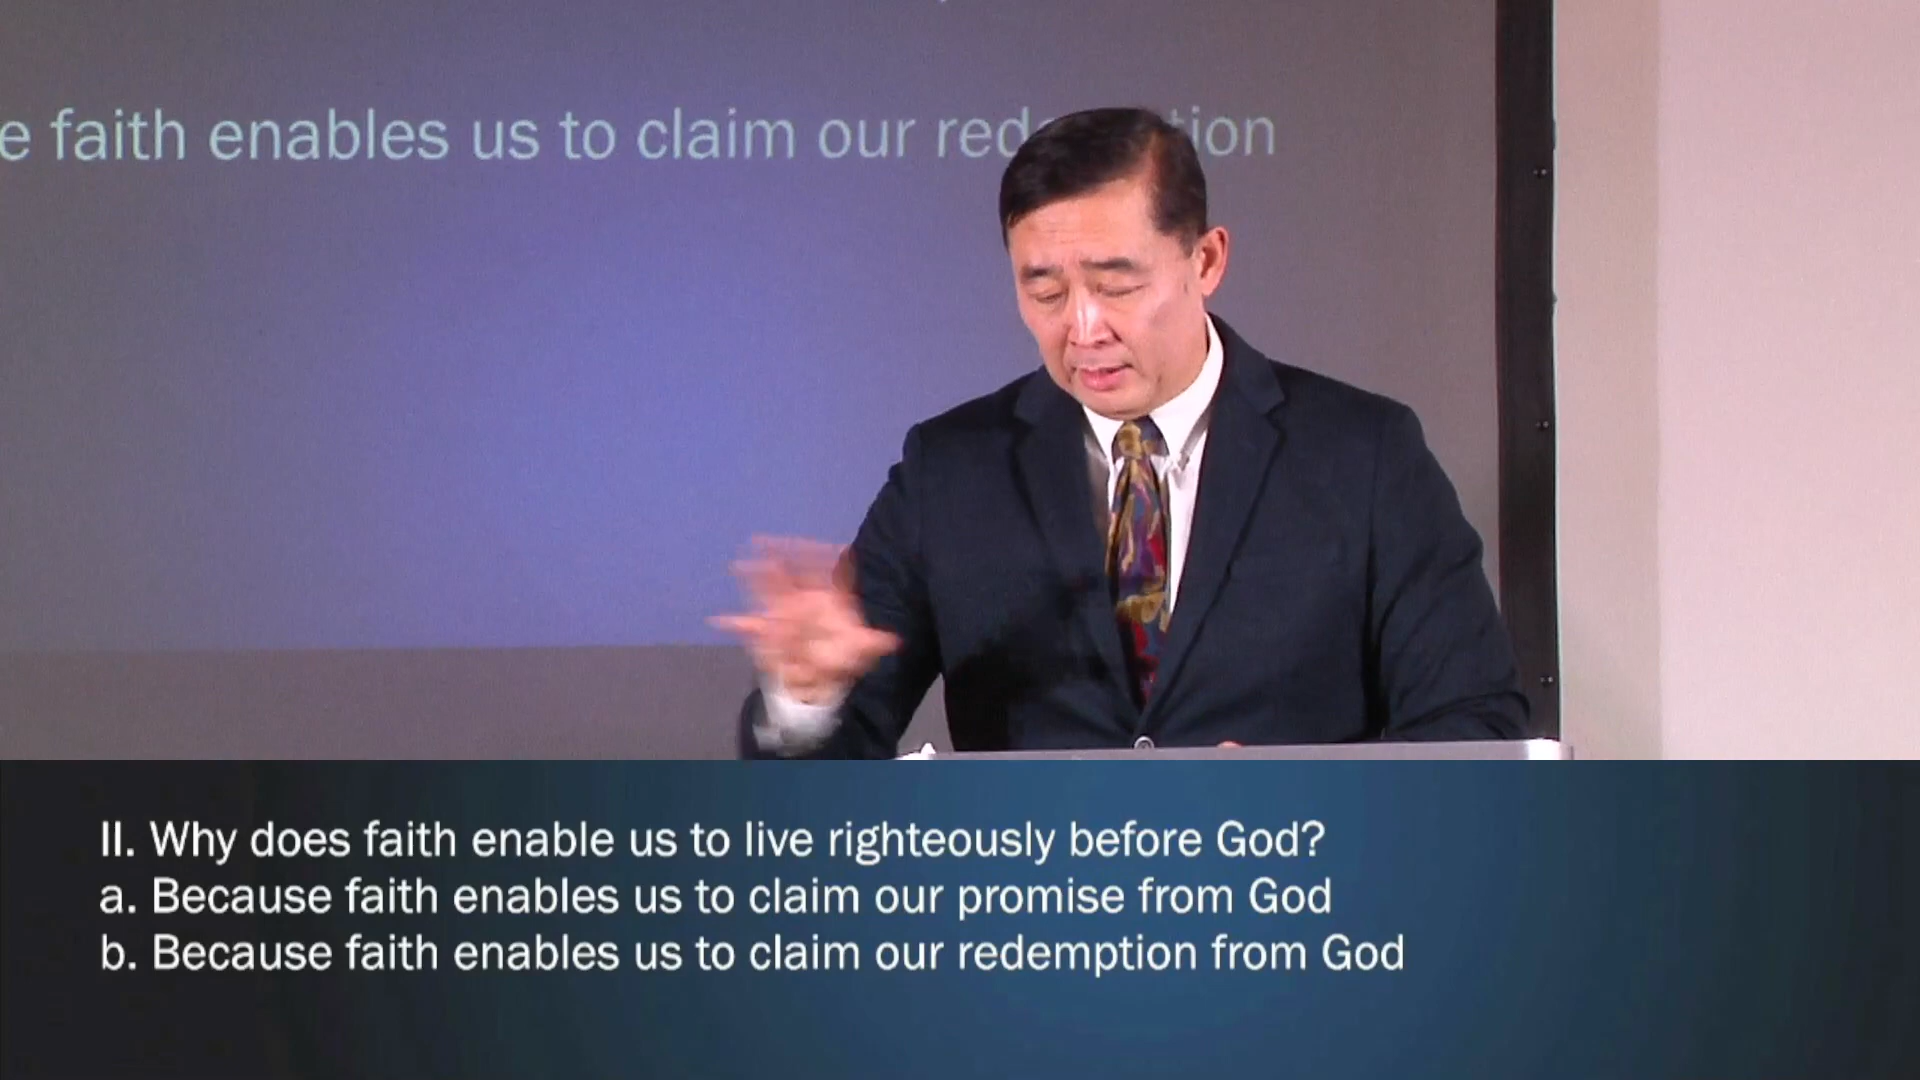 e faith enables us to claim our red tion
II. Why does faith enable us to live righteously before God?
a. Because faith enables us to claim our promise from God
b. Because faith enables us to claim our redemption from God